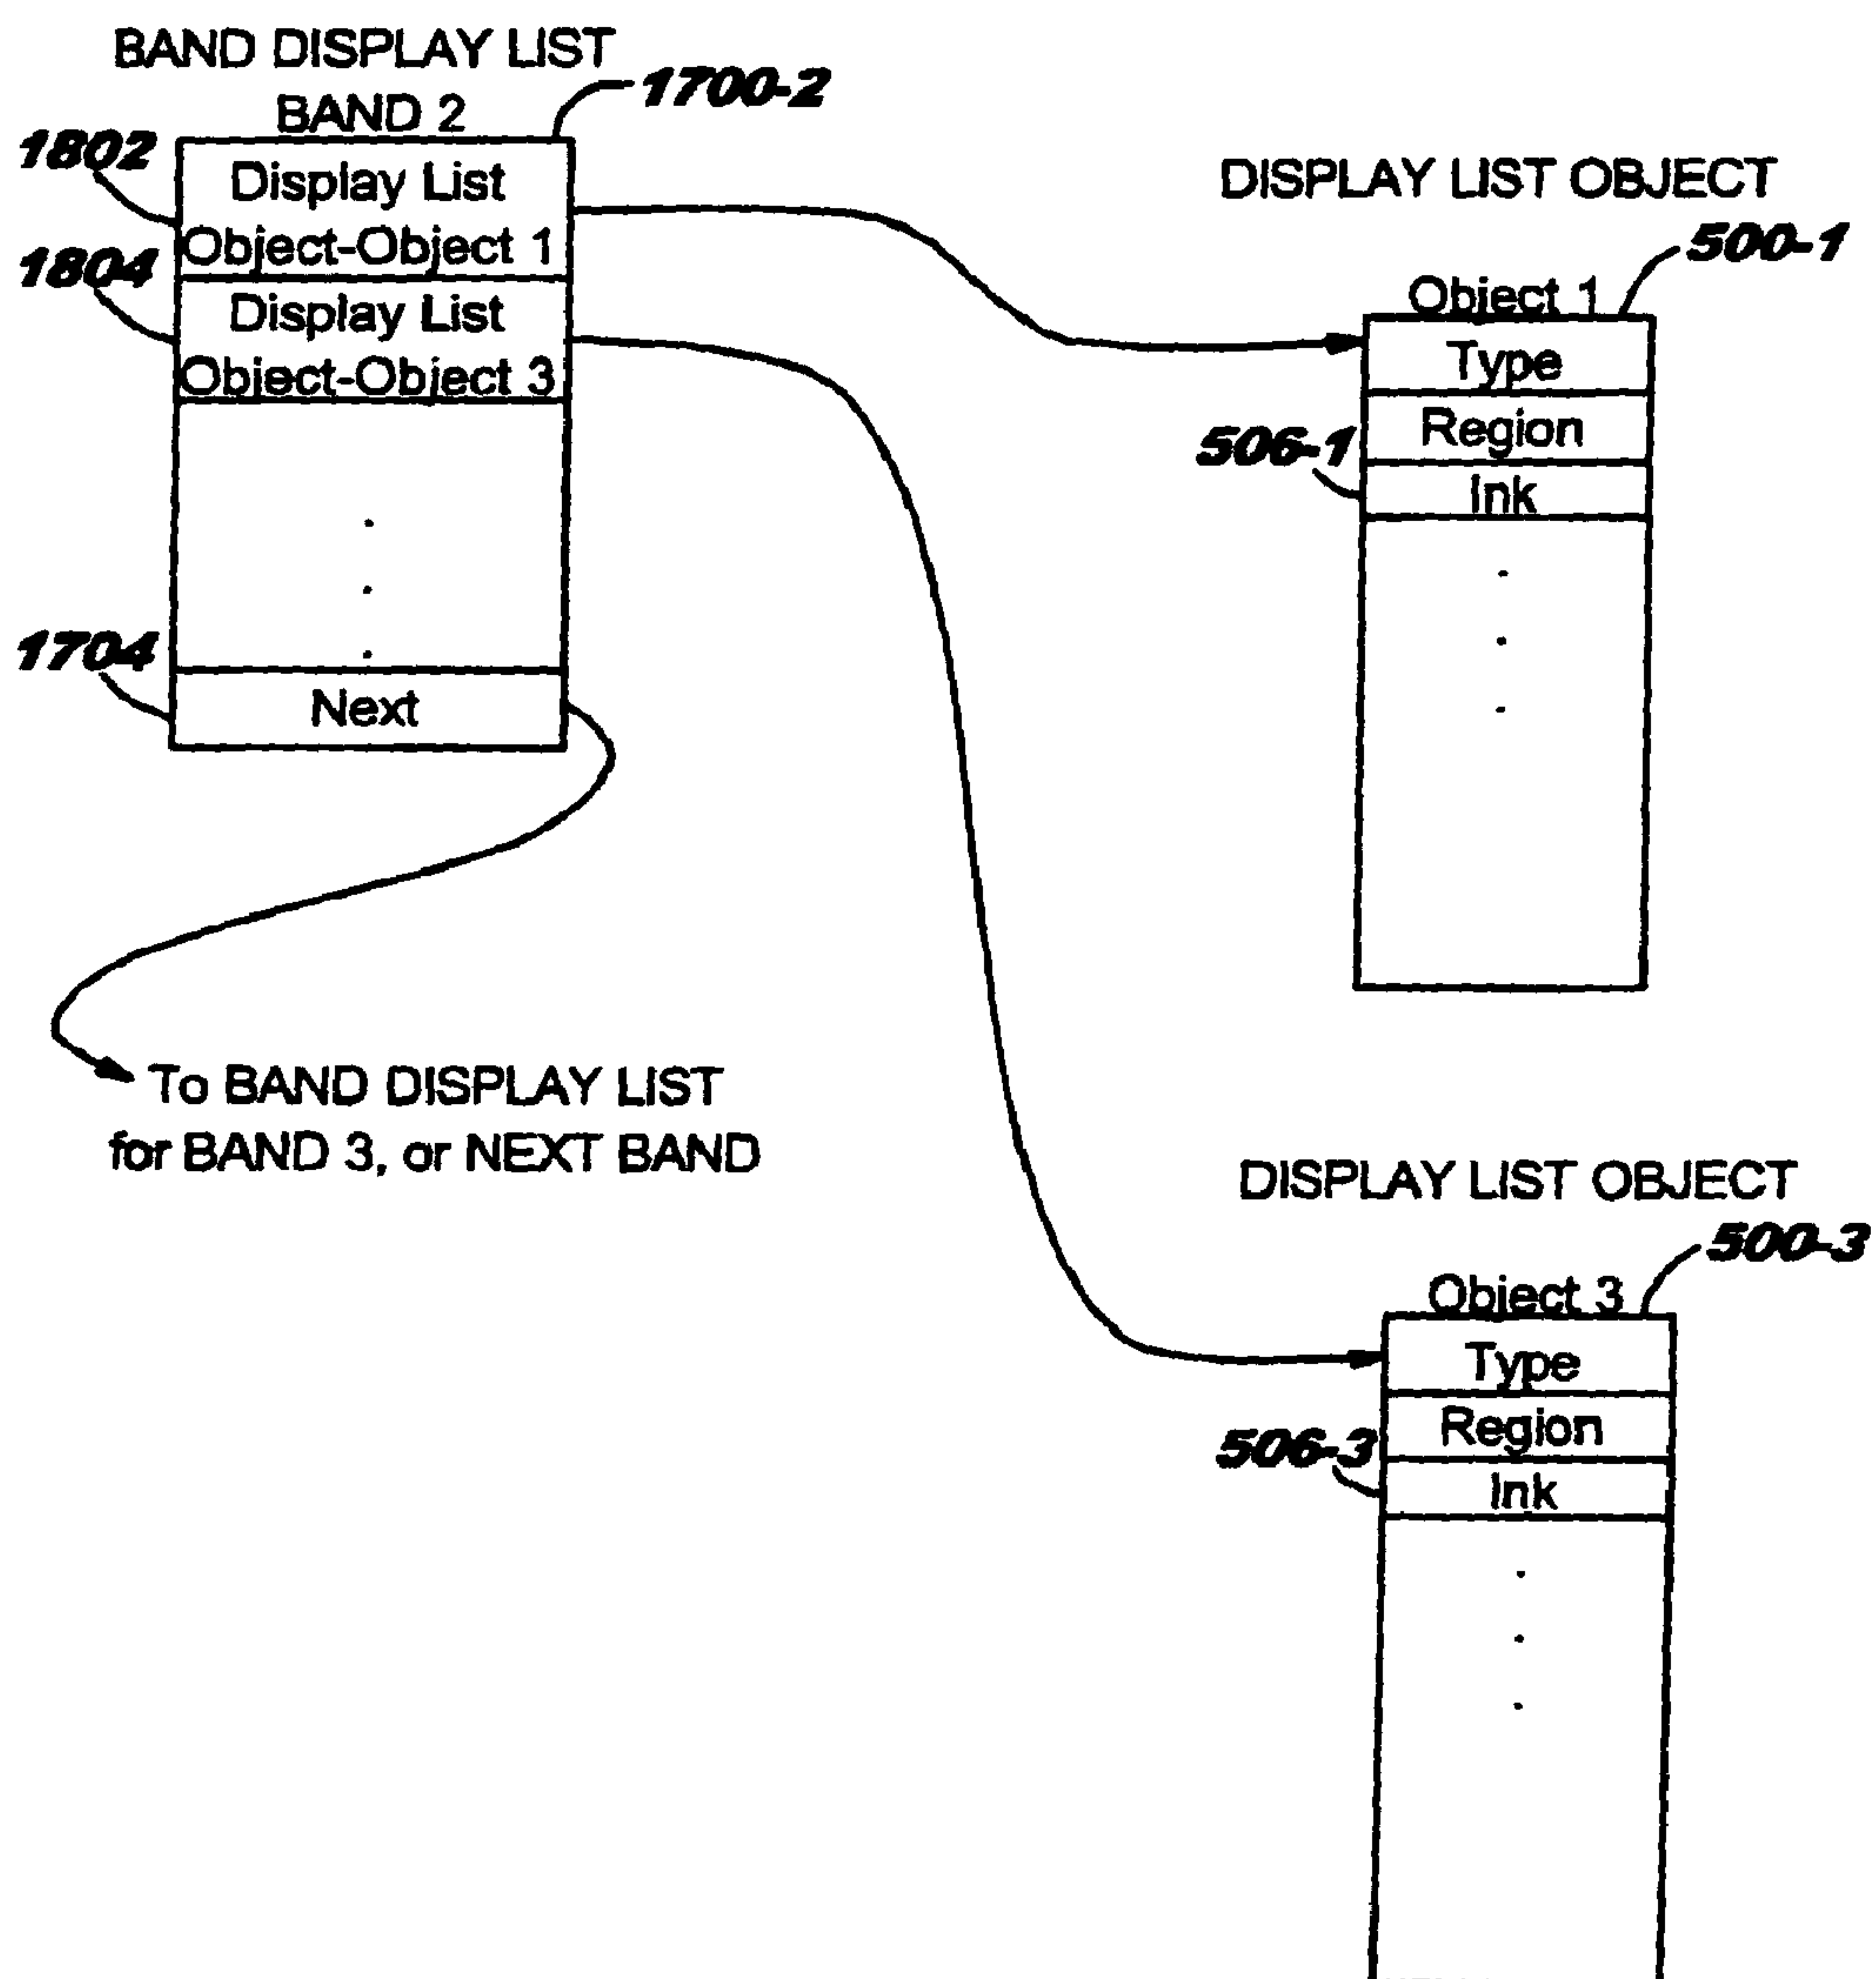 BAND DISPLAY LIST
BAND 2
1700-2
1802
Display List
Object-Object 1
1804
Display List
Object-Object 3
1704
Next
To BAND DISPLAY LIST
for BAND 3, or NEXT BAND
DISPLAY LIST OBJECT
500-1
Object 1
Type
Region
506-1
Ink
DISPLAY LIST OBJECT
500-3
Object 3
Type
Region
506-3
Ink